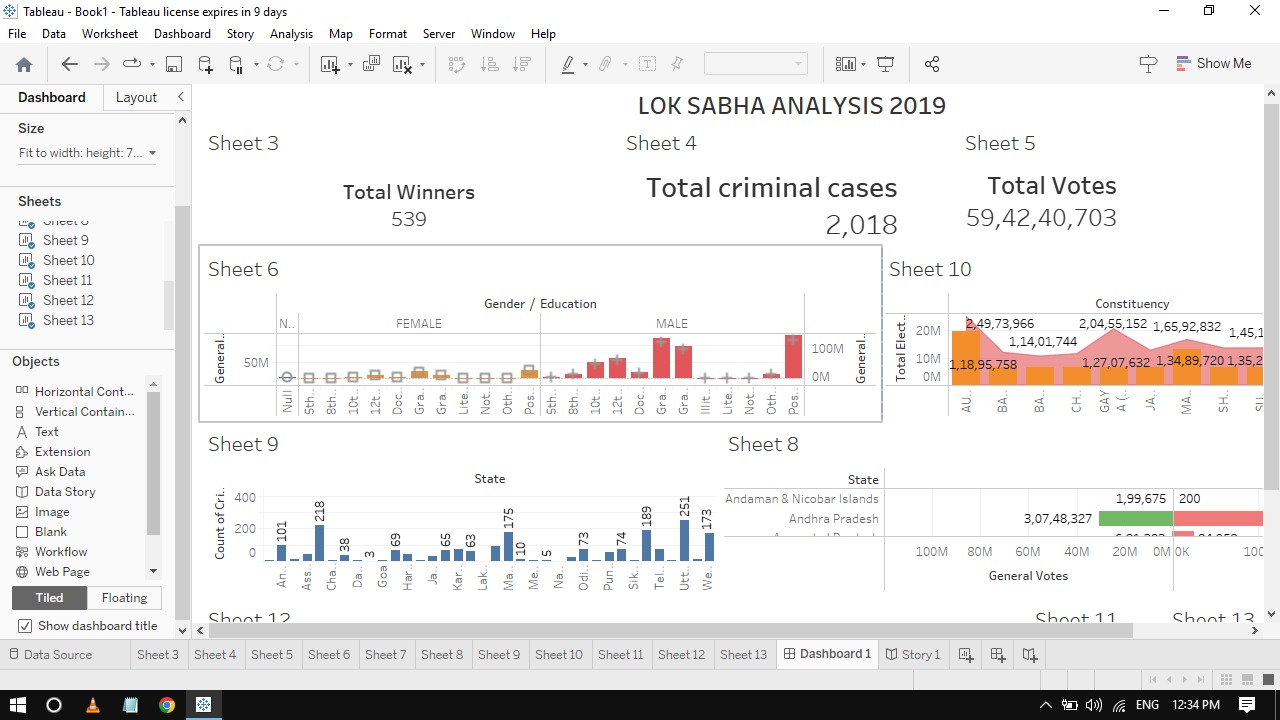 Tableau - Book1 - Tableau license expires in 9 days
File Data Worksheet Dashboard Story Analysis Map Format Server Window Help
Show Me
Dashboard Layout
Size
Fit to width: height: 7...
Sheets
Sheet 8
Sheet 9
Sheet 10
Sheet 11
Sheet 12
Sheet 13
Objects
Horizontal Cont...
Vertical Contain...
Text
Extension
Ask Data
Data Story
Image
Blank
Workflow
Web Page
Tiled Floating
Show dashboard title
LOK SABHA ANALYSIS 2019
Sheet 3
Total Winners
539
Sheet 4
Total criminal cases
2,018
Sheet 5
Total Votes
59,42,40,703
Sheet 6
Gender / Education
N.. FEMALE MALE
General..
50M
100M
0M
General..
Null 5th.. 8th.. 10t.. 12t.. Doc.. Gra.. Gra.. Lite.. Not.. Oth.. Pos.. 5th.. 8th.. 10t.. 12t.. Doc.. Gra.. Gra.. Illit.. Lite.. Not.. Oth.. Pos..
Sheet 10
Constituency
Total Elect..
20M
10M
0M
2,49,73,966 2,04,55,152 1,65,92,832 1,45,1
1,14,01,744
1,18,95,758 1,27,07,632 1,34,89,720 1,35,2
AU.. BA.. BA.. CH.. GAY A (.. JA.. MA.. SH.. SU
Sheet 9
State
Count of Cri..
400
200
0
101 218 38 3 69 65 63 175 10 5 73 74 189 251 173
An.. Ass.. Cha.. Da.. Goa Har.. Ja.. Kar.. Lak.. Ma.. Me.. Na.. Odi.. Pun.. Sik.. Tel.. Utt.. We..
Sheet 8
State
Andaman & Nicobar Islands 1,99,675 200
Andhra Pradesh 3,07,48,327
100M 80M 60M 40M 20M 0M 0K 100
General Votes
Sheet 12 Sheet 11 Sheet 13
Data Source Sheet 3 Sheet 4 Sheet 5 Sheet 6 Sheet 7 Sheet 8 Sheet 9 Sheet 10 Sheet 11 Sheet 12 Sheet 13 Dashboard 1 Story 1
ENG 12:34 PM